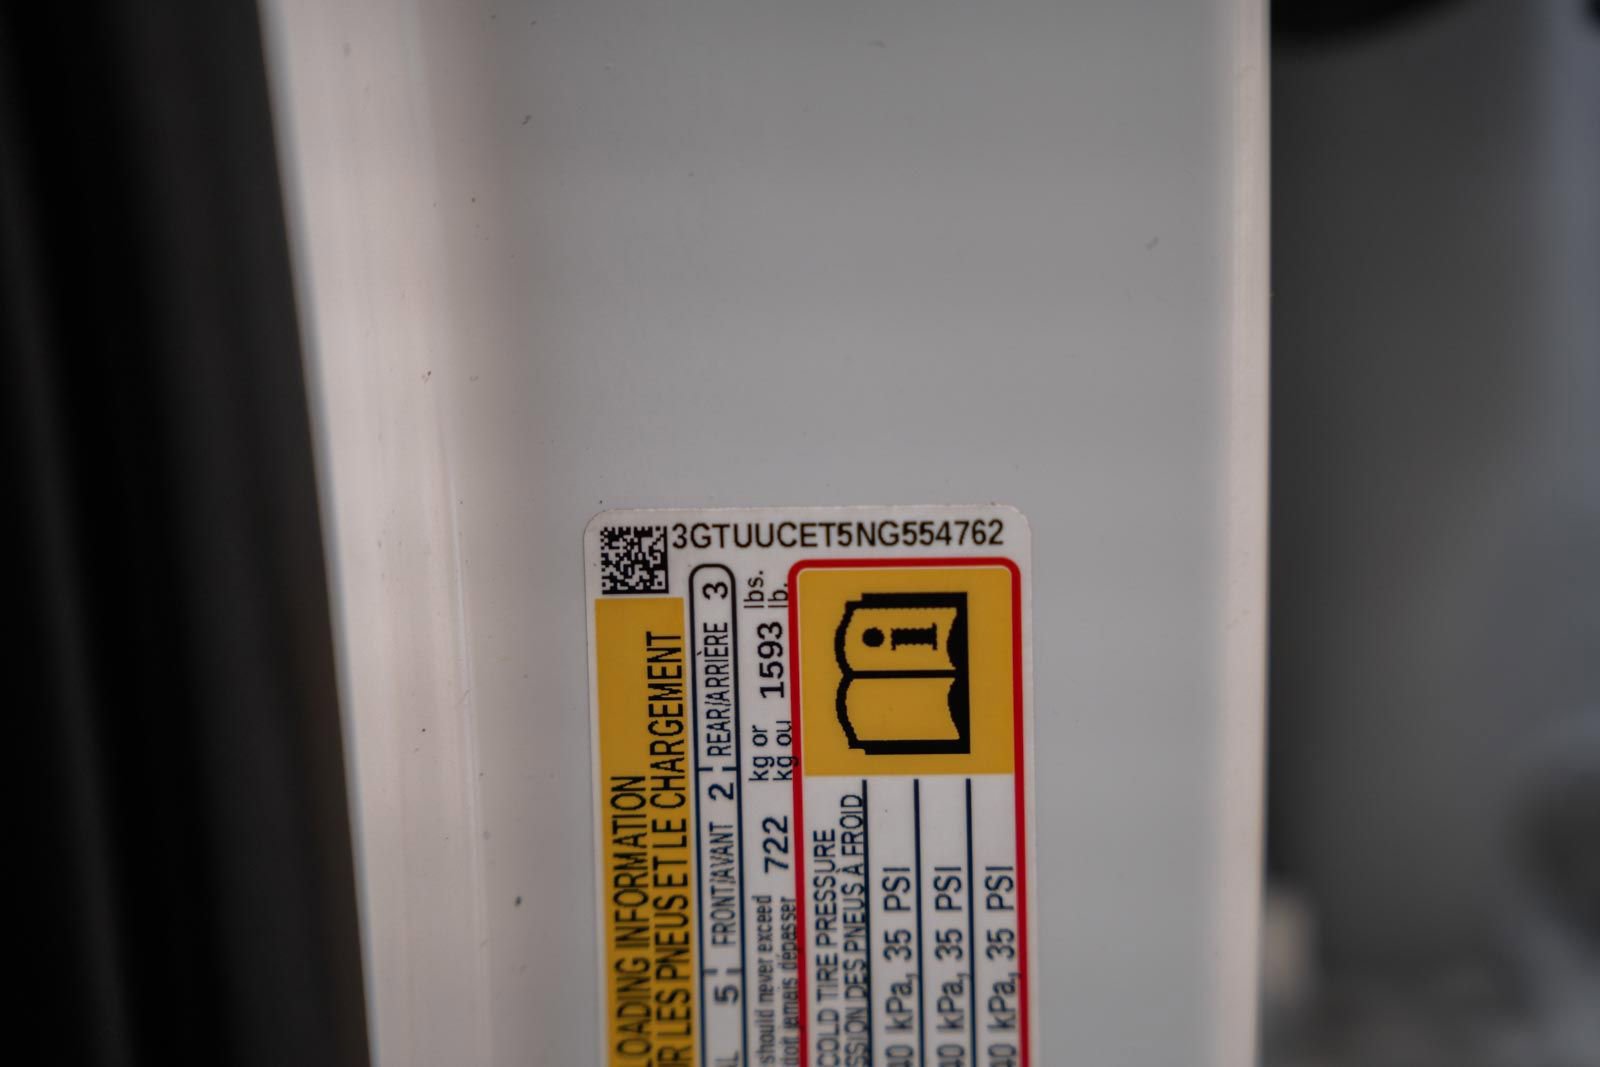 3GTUUCET5NG554762
LOADING INFORMATION
LES PNEUS ET LE CHARGEMENT
5 FRONT/AVANT 2 REAR/ARRIÈRE 3
should never exceed 722 kg or 1593 lbs.
doit jamais dépasser kg ou lb.
COLD TIRE PRESSURE
DES PNEUS À FROID
kPa, 35 PSI
kPa, 35 PSI
kPa, 35 PSI
i